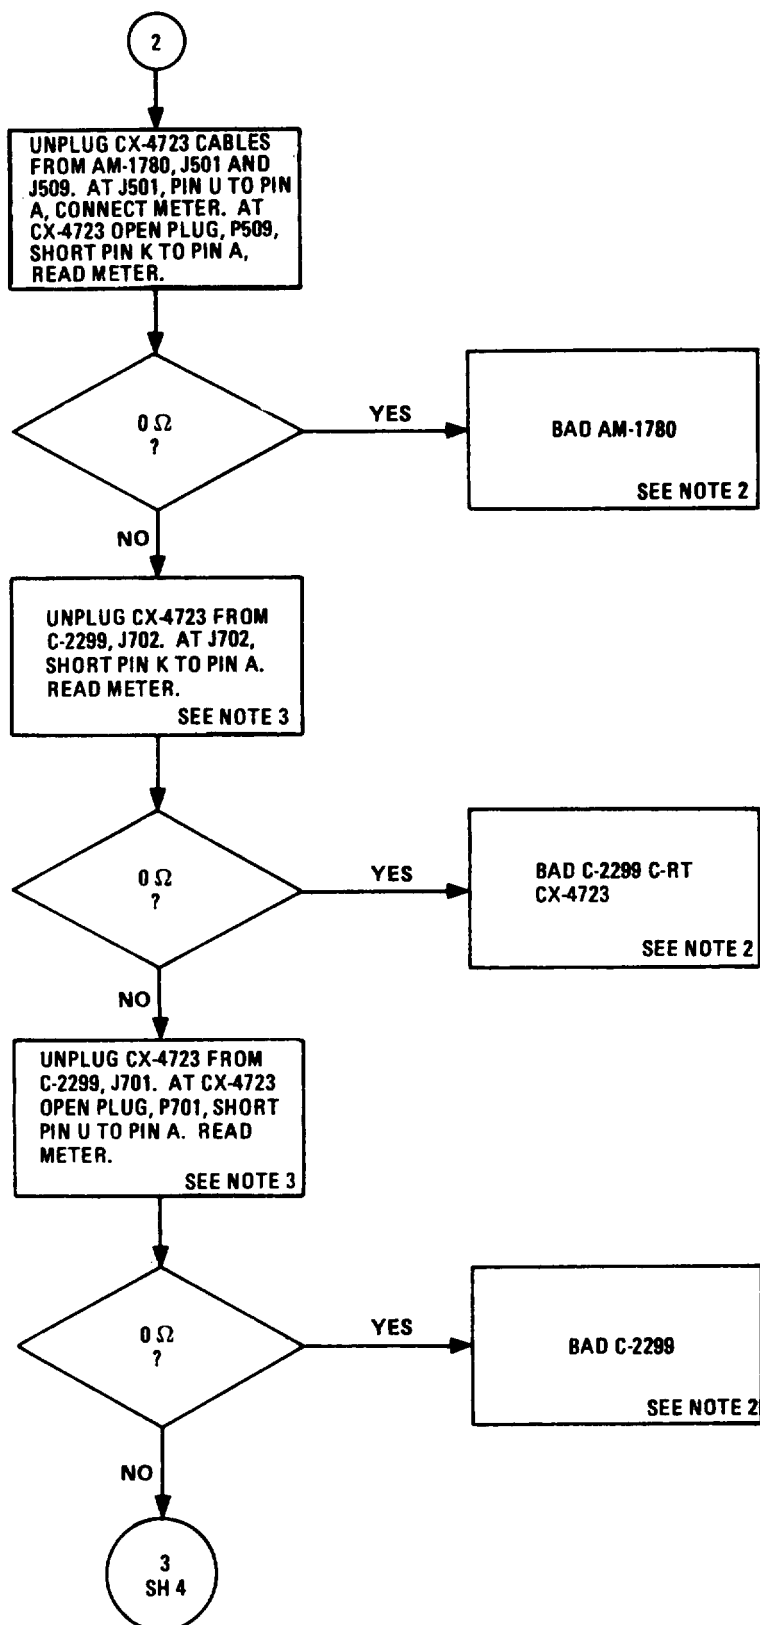 2
UNPLUG CX-4723 CABLES
FROM AM-1780, J501 AND
J509. AT J501, PIN U TO PIN
A, CONNECT METER. AT
CX-4723 OPEN PLUG, P509,
SHORT PIN K TO PIN A,
READ METER.
0 Ω
?
YES
BAD AM-1780
SEE NOTE 2
NO
UNPLUG CX-4723 FROM
C-2299, J702. AT J702,
SHORT PIN K TO PIN A.
READ METER.
SEE NOTE 3
0 Ω
?
YES
BAD C-2299 C-RT
CX-4723
SEE NOTE 2
NO
UNPLUG CX-4723 FROM
C-2299, J701. AT CX-4723
OPEN PLUG, P701, SHORT
PIN U TO PIN A. READ
METER.
SEE NOTE 3
0 Ω
?
YES
BAD C-2299
SEE NOTE 2
NO
3
SH 4